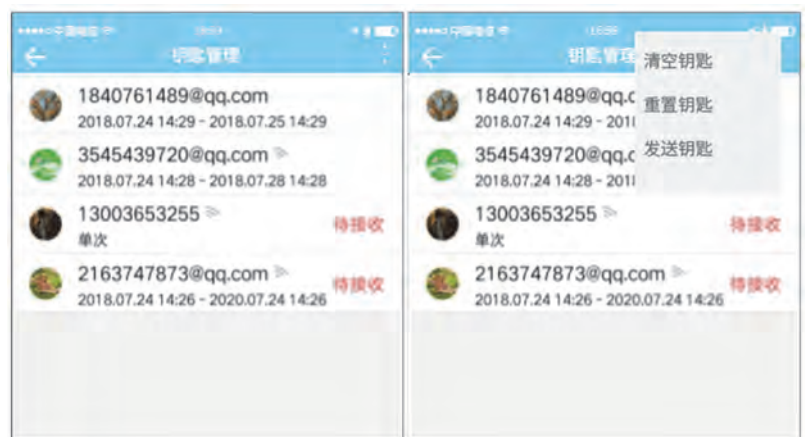 钥匙管理
1840761489@qq.com
2018.07.24 14:29 - 2018.07.25 14:29
3545439720@qq.com
2018.07.24 14:28 - 2018.07.28 14:28
13003653255
单次
待接收
2163747873@qq.com
2018.07.24 14:26 - 2020.07.24 14:26
待接收
钥匙管理
清空钥匙
重置钥匙
发送钥匙
1840761489@qq.c
2018.07.24 14:29 - 201
3545439720@qq.c
2018.07.24 14:28 - 201
13003653255
单次
待接收
2163747873@qq.com
2018.07.24 14:26 - 2020.07.24 14:26
待接收